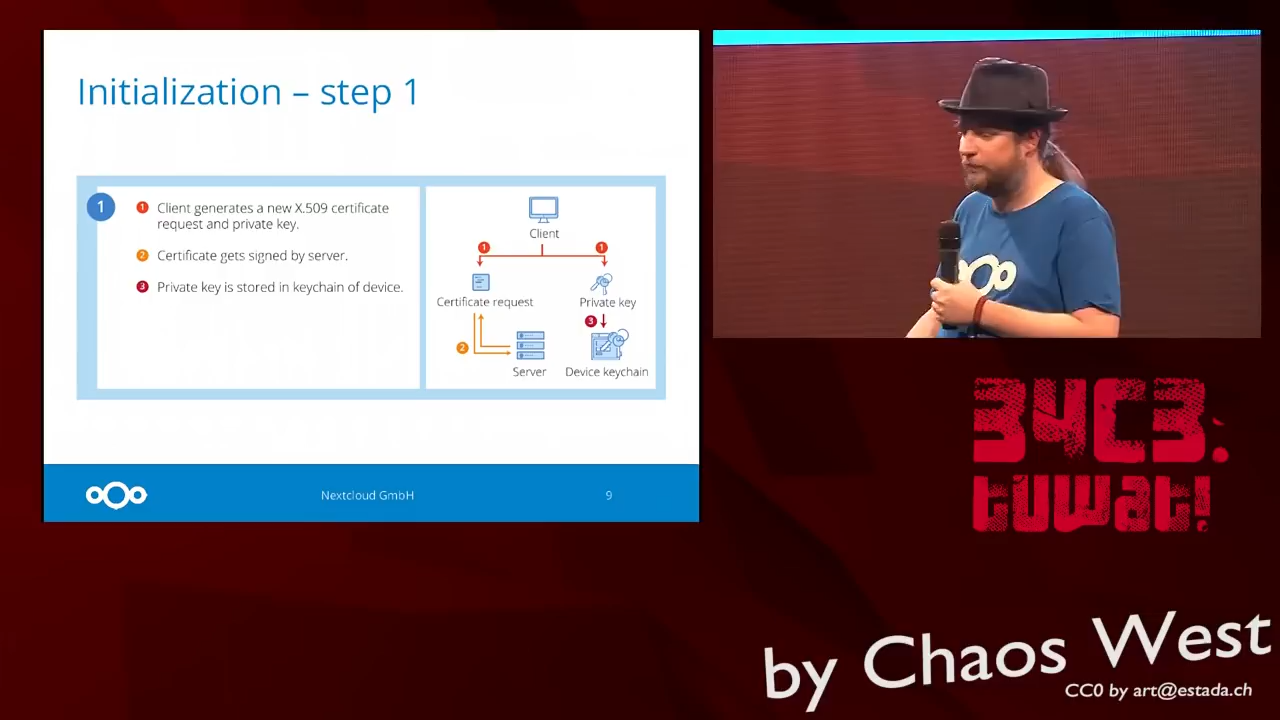 Initialization – step 1
1
1 Client generates a new X.509 certificate
request and private key.
2 Certificate gets signed by server.
3 Private key is stored in keychain of device.
Client
1 1
Certificate request Private key
3
2
Server Device keychain
Nextcloud GmbH 9
34C3:
tuwat!
by Chaos West
CC0 by art@estada.ch